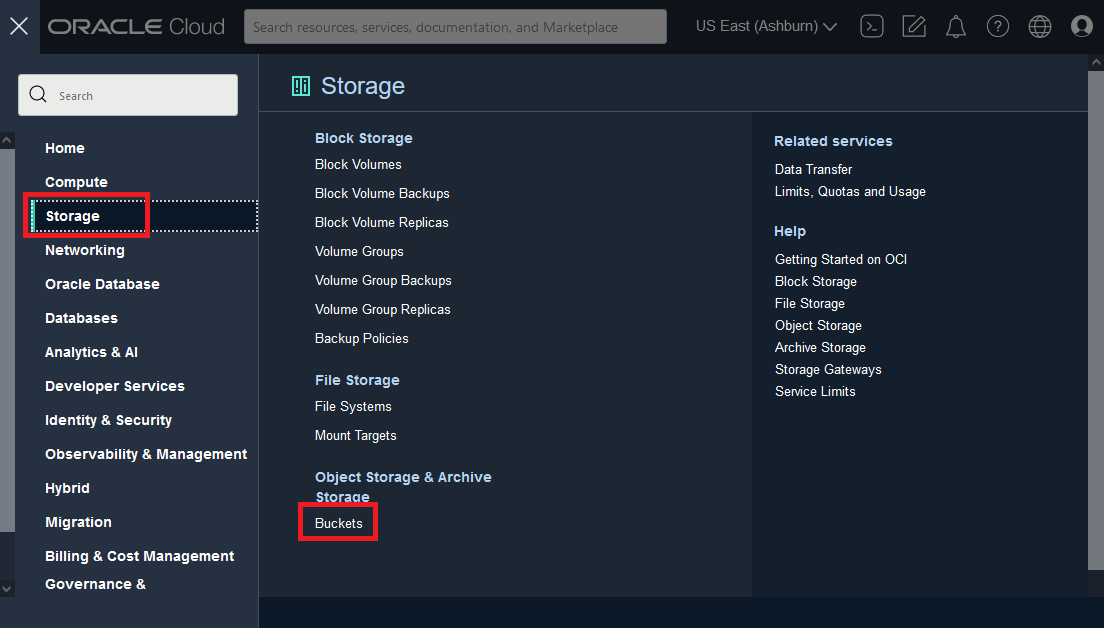 ORACLE Cloud
Search resources, services, documentation, and Marketplace
US East (Ashburn)
Search
Home
Compute
Storage
Networking
Oracle Database
Databases
Analytics & AI
Developer Services
Identity & Security
Observability & Management
Hybrid
Migration
Billing & Cost Management
Governance &
Storage
Block Storage
Block Volumes
Block Volume Backups
Block Volume Replicas
Volume Groups
Volume Group Backups
Volume Group Replicas
Backup Policies
File Storage
File Systems
Mount Targets
Object Storage & Archive
Storage
Buckets
Related services
Data Transfer
Limits, Quotas and Usage
Help
Getting Started on OCI
Block Storage
File Storage
Object Storage
Archive Storage
Storage Gateways
Service Limits